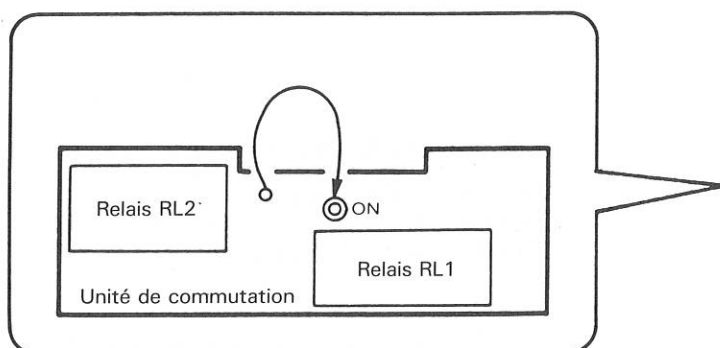 Relais RL2
ON
Relais RL1
Unité de commutation